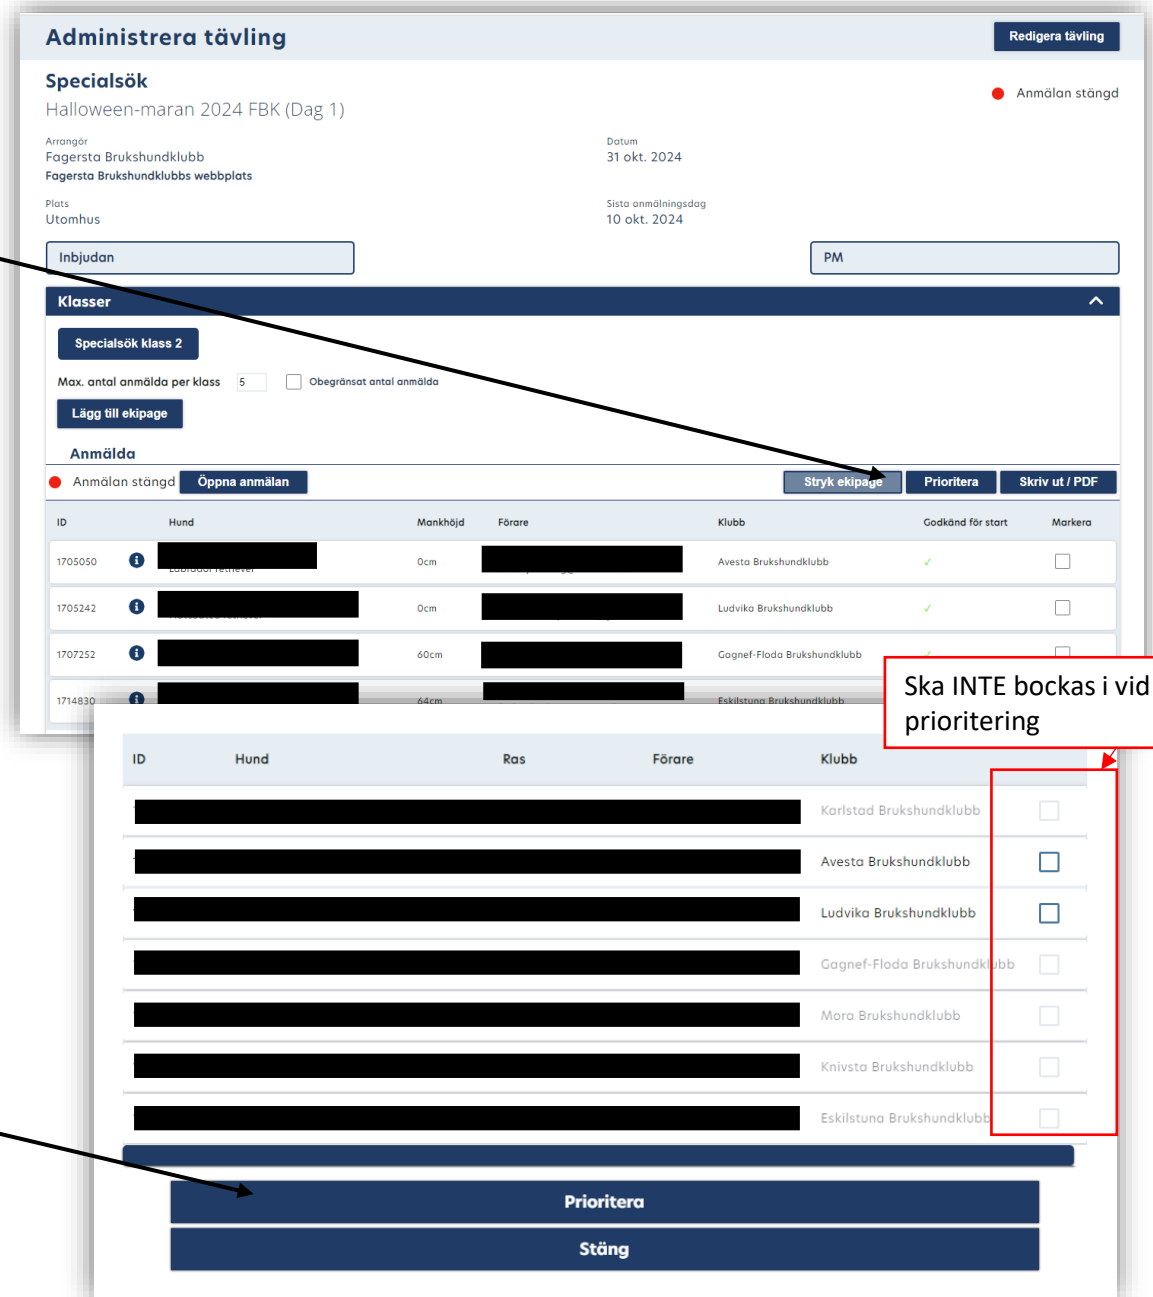 Administrera tävling
Redigera tävling
Specialsök
Halloween-maran 2024 FBK (Dag 1)
Anmälan stängd
Arrangör
Fagersta Brukshundklubb
Fagersta Brukshundklubbs webbplats
Datum
31 okt. 2024
Plats
Utomhus
Sista anmälningsdag
10 okt. 2024
Inbjudan
PM
Klasser
Specialsök klass 2
Max. antal anmälda per klass 5 Obegränsat antal anmälda
Lägg till ekipage
Anmälda
Anmälan stängd Öppna anmälan Stryk ekipage Prioritera Skriv ut / PDF
ID Hund Mankhöjd Förare Klubb Godkänd för start Markera
1705050 0cm Avesta Brukshundklubb
Labrador retriever
1705242 0cm Ludvika Brukshundklubb
1707252 60cm Gagnef-Floda Brukshundklubb
1714830 64cm Eskilstuna Brukshundklubb
Ska INTE bockas i vid
prioritering
ID Hund Ras Förare Klubb
Karlstad Brukshundklubb
Avesta Brukshundklubb
Ludvika Brukshundklubb
Gagnef-Floda Brukshundklubb
Mora Brukshundklubb
Knivsta Brukshundklubb
Eskilstuna Brukshundklubb
Prioritera
Stäng